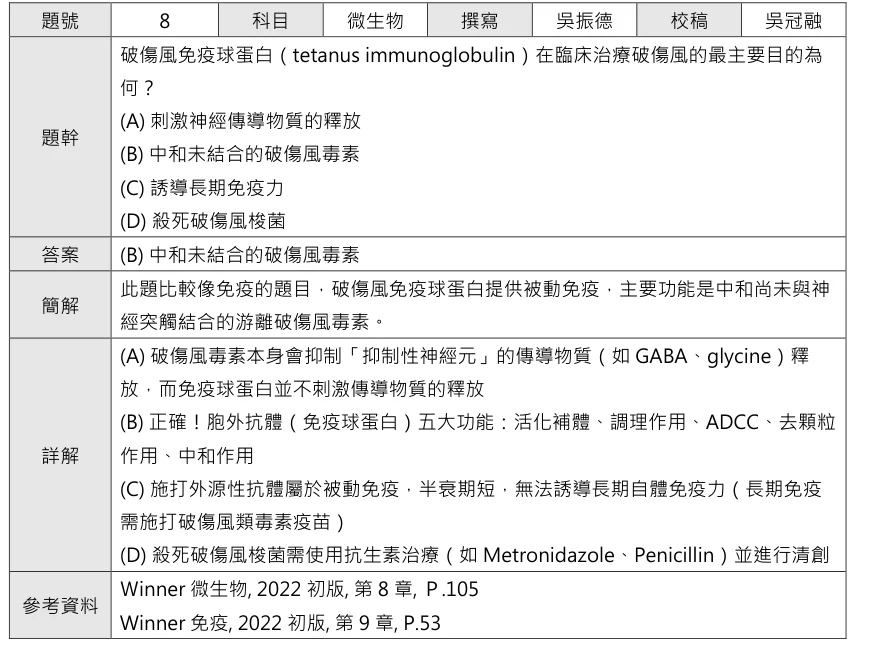 題號 8 科目 微生物 撰寫 吳振德 校稿 吳冠融
題幹
破傷風免疫球蛋白（tetanus immunoglobulin）在臨床治療破傷風的最主要目的為
何？
(A) 刺激神經傳導物質的釋放
(B) 中和未結合的破傷風毒素
(C) 誘導長期免疫力
(D) 殺死破傷風梭菌
答案 (B) 中和未結合的破傷風毒素
簡解
此題比較像免疫的題目，破傷風免疫球蛋白提供被動免疫，主要功能是中和尚未與神
經突觸結合的游離破傷風毒素。
詳解
(A) 破傷風毒素本身會抑制「抑制性神經元」的傳導物質（如 GABA、glycine）釋
放，而免疫球蛋白並不刺激傳導物質的釋放
(B) 正確！胞外抗體（免疫球蛋白）五大功能：活化補體、調理作用、ADCC、去顆粒
作用、中和作用
(C) 施打外源性抗體屬於被動免疫，半衰期短，無法誘導長期自體免疫力（長期免疫
需施打破傷風類毒素疫苗）
(D) 殺死破傷風梭菌需使用抗生素治療（如 Metronidazole、Penicillin）並進行清創
參考資料
Winner 微生物, 2022 初版, 第 8 章, P.105
Winner 免疫, 2022 初版, 第 9 章, P.53